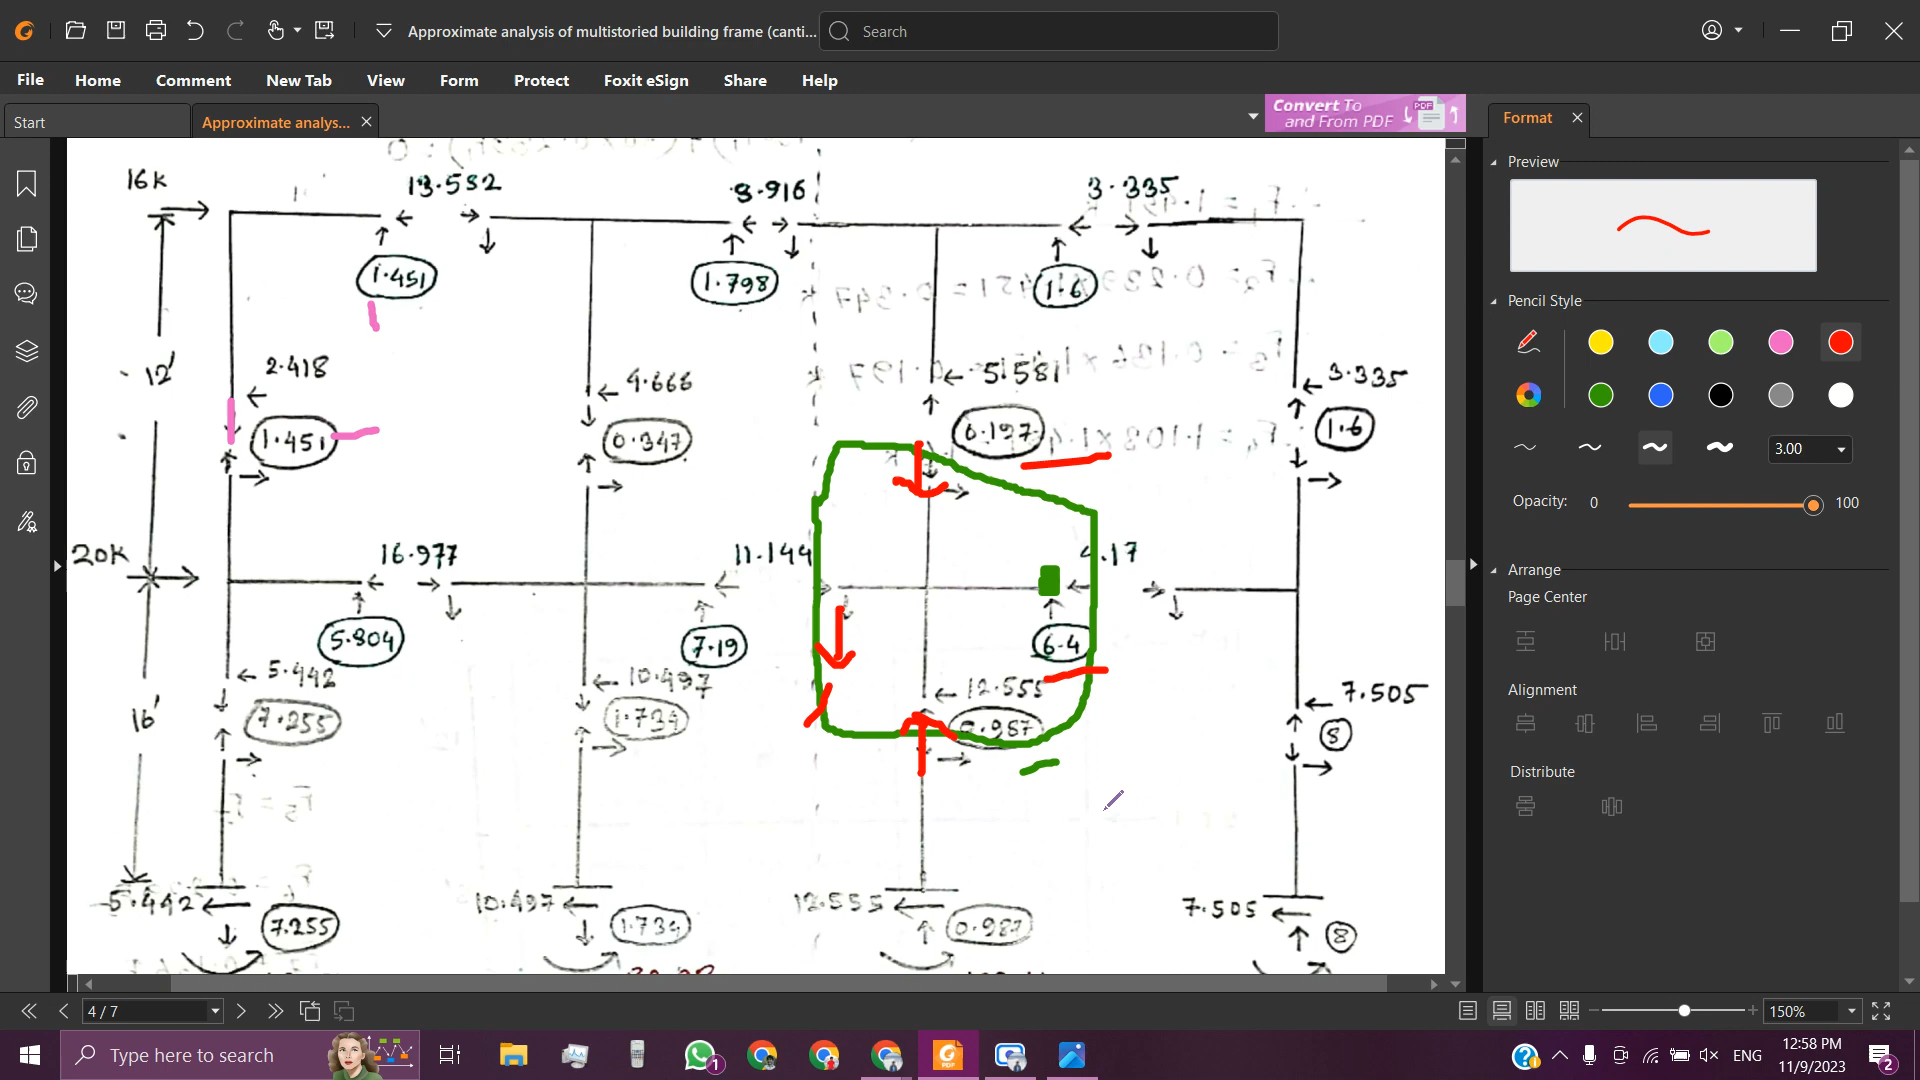 Approximate analysis of multistoried building frame (canti...
Search
File Home Comment New Tab View Form Protect Foxit eSign Share Help
Start
Approximate analys...
Convert To
and From PDF
PDF
Format
Preview
Pencil Style
3.00
Opacity: 0 100
Arrange
Page Center
Alignment
Distribute
16k
13.532
8.916
3.335
1.451
1.798
1.6
12'
2.418
4.666
5.581
3.335
1.451
0.347
0.197
1.6
20k
16.977
11.144
4.17
5.804
7.19
6.4
16'
5.442
10.497
12.555
7.505
7.255
1.734
0.987
8
5.442
10.497
12.555
7.505
7.255
1.734
0.987
8
4 / 7
150%
Type here to search
1
ENG
12:58 PM
11/9/2023
2